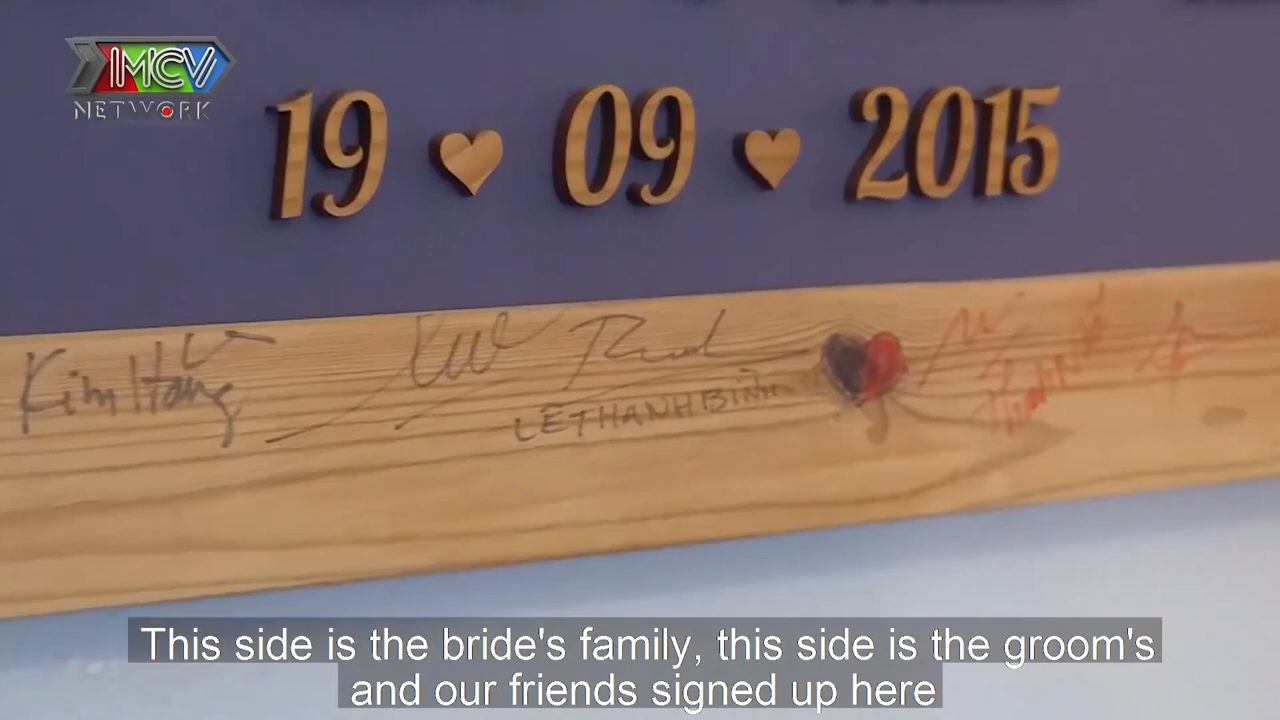 MCV
NETWORK
19 09 2015
Kim Hằng
LÊ THANH BÌNH
This side is the bride's family, this side is the groom's
and our friends signed up here